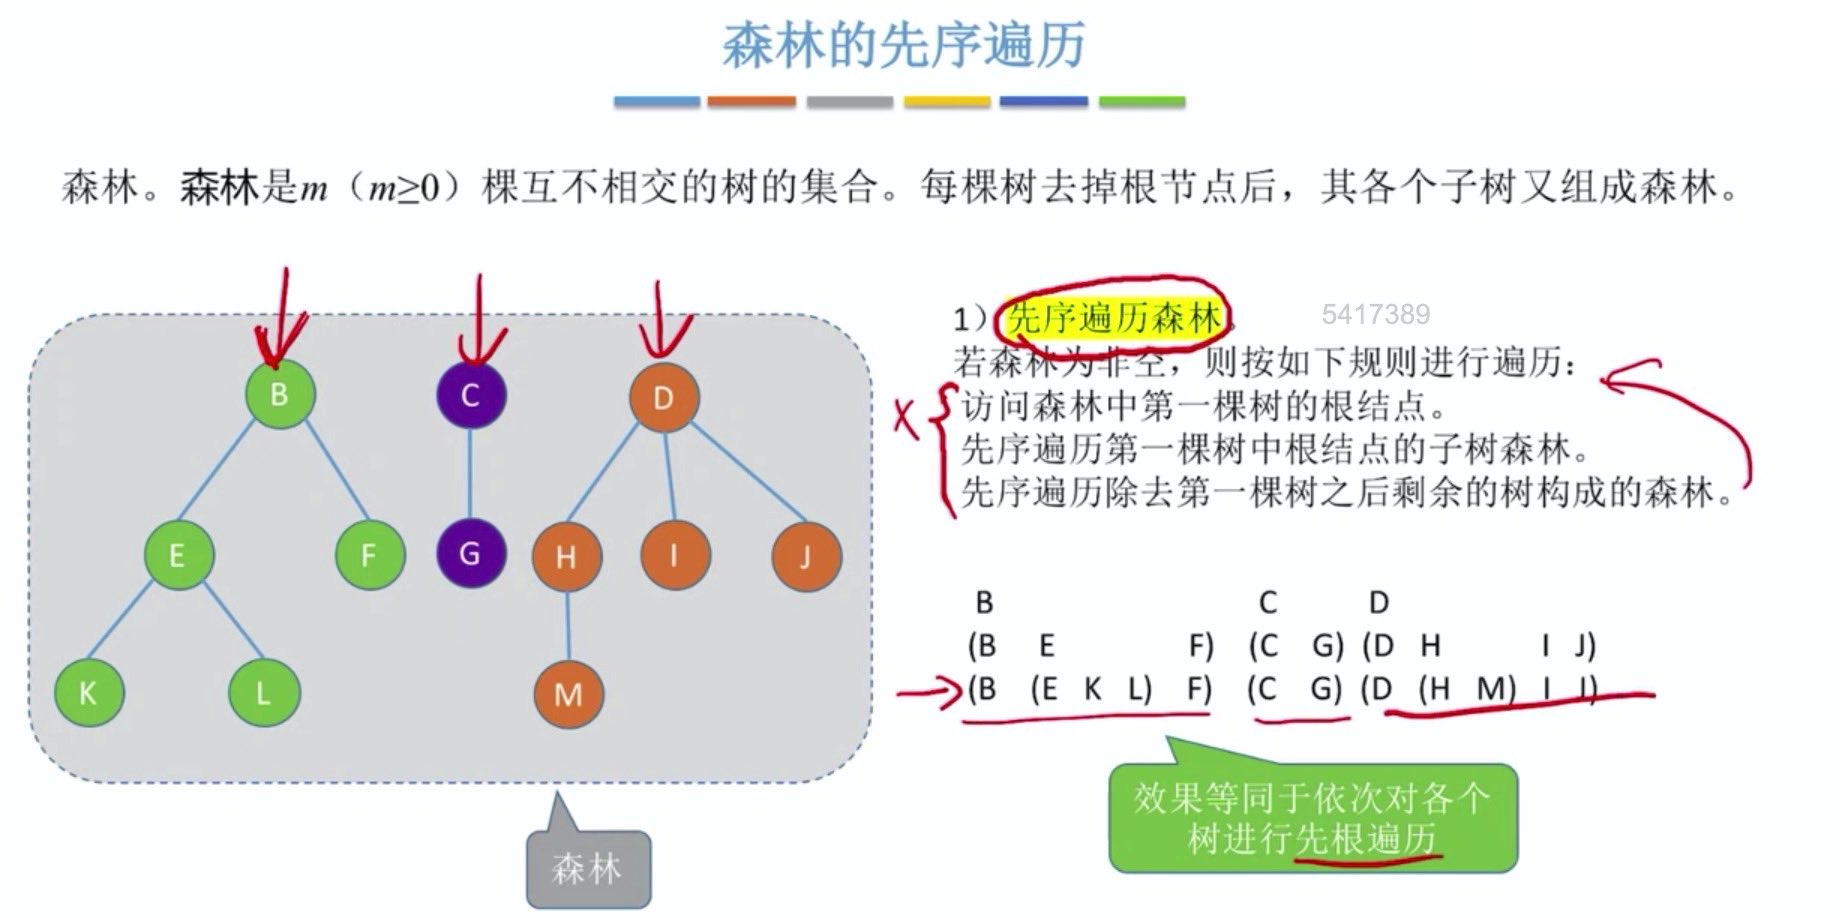 森林的先序遍历
森林。森林是m（m≥0）棵互不相交的树的集合。每棵树去掉根节点后，其各个子树又组成森林。
1）先序遍历森林。
5417389
若森林为非空，则按如下规则进行遍历：
X
访问森林中第一棵树的根结点。
先序遍历第一棵树中根结点的子树森林。
先序遍历除去第一棵树之后剩余的树构成的森林。
B C D
E F G H I J
K L M
B C D
(B E F) (C G) (D H I J)
(B (E K L) F) (C G) (D (H M) I J)
效果等同于依次对各个
树进行先根遍历
森林